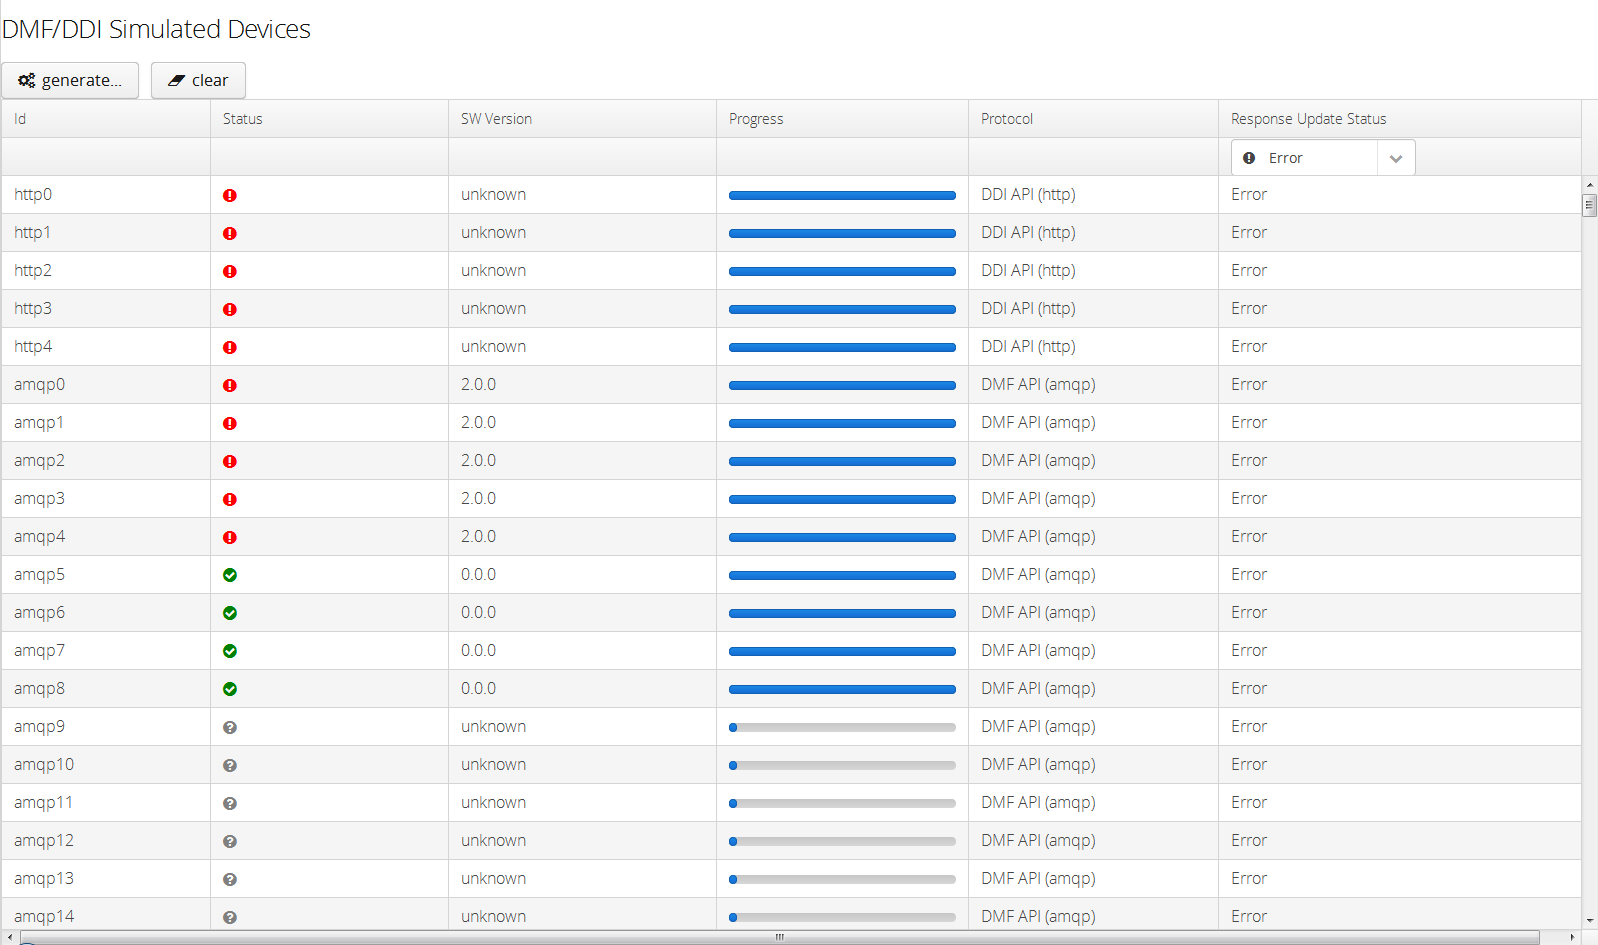 DMF/DDI Simulated Devices
generate... clear
Id Status SW Version Progress Protocol Response Update Status
Error
http0 unknown DDI API (http) Error
http1 unknown DDI API (http) Error
http2 unknown DDI API (http) Error
http3 unknown DDI API (http) Error
http4 unknown DDI API (http) Error
amqp0 2.0.0 DMF API (amqp) Error
amqp1 2.0.0 DMF API (amqp) Error
amqp2 2.0.0 DMF API (amqp) Error
amqp3 2.0.0 DMF API (amqp) Error
amqp4 2.0.0 DMF API (amqp) Error
amqp5 0.0.0 DMF API (amqp) Error
amqp6 0.0.0 DMF API (amqp) Error
amqp7 0.0.0 DMF API (amqp) Error
amqp8 0.0.0 DMF API (amqp) Error
amqp9 unknown DMF API (amqp) Error
amqp10 unknown DMF API (amqp) Error
amqp11 unknown DMF API (amqp) Error
amqp12 unknown DMF API (amqp) Error
amqp13 unknown DMF API (amqp) Error
amqp14 unknown DMF API (amqp) Error